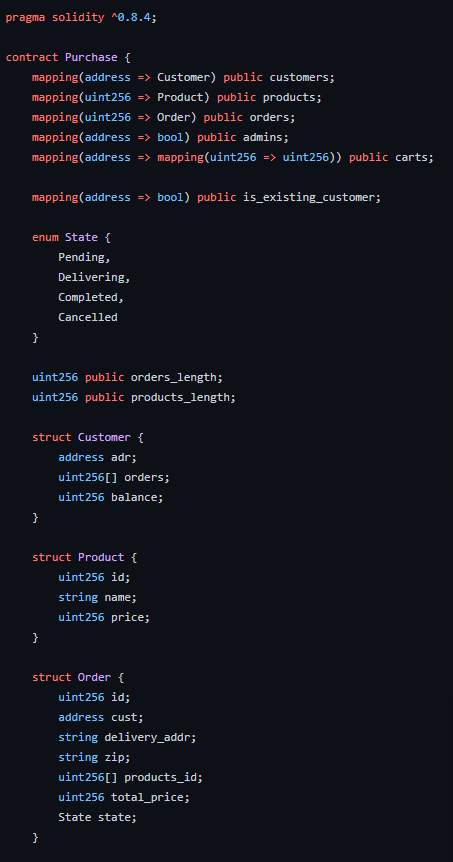 pragma solidity ^0.8.4;
contract Purchase {
mapping(address => Customer) public customers;
mapping(uint256 => Product) public products;
mapping(uint256 => Order) public orders;
mapping(address => bool) public admins;
mapping(address => mapping(uint256 => uint256)) public carts;
mapping(address => bool) public is_existing_customer;
enum State {
Pending,
Delivering,
Completed,
Cancelled
}
uint256 public orders_length;
uint256 public products_length;
struct Customer {
address adr;
uint256[] orders;
uint256 balance;
}
struct Product {
uint256 id;
string name;
uint256 price;
}
struct Order {
uint256 id;
address cust;
string delivery_addr;
string zip;
uint256[] products_id;
uint256 total_price;
State state;
}